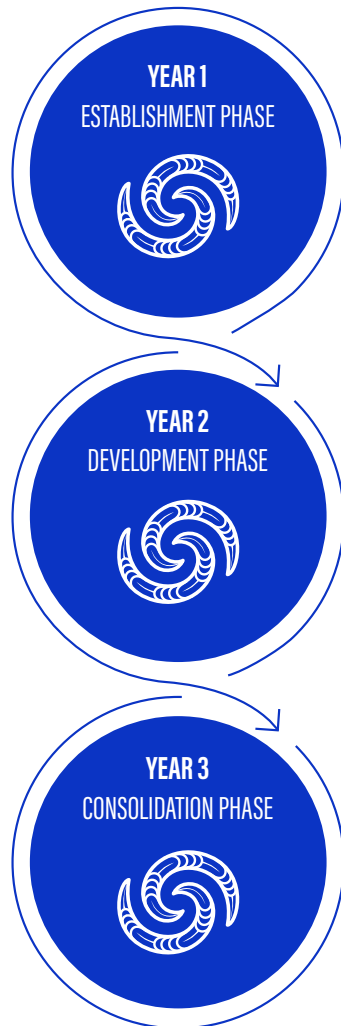 YEAR 1
ESTABLISHMENT PHASE
YEAR 2
DEVELOPMENT PHASE
YEAR 3
CONSOLIDATION PHASE